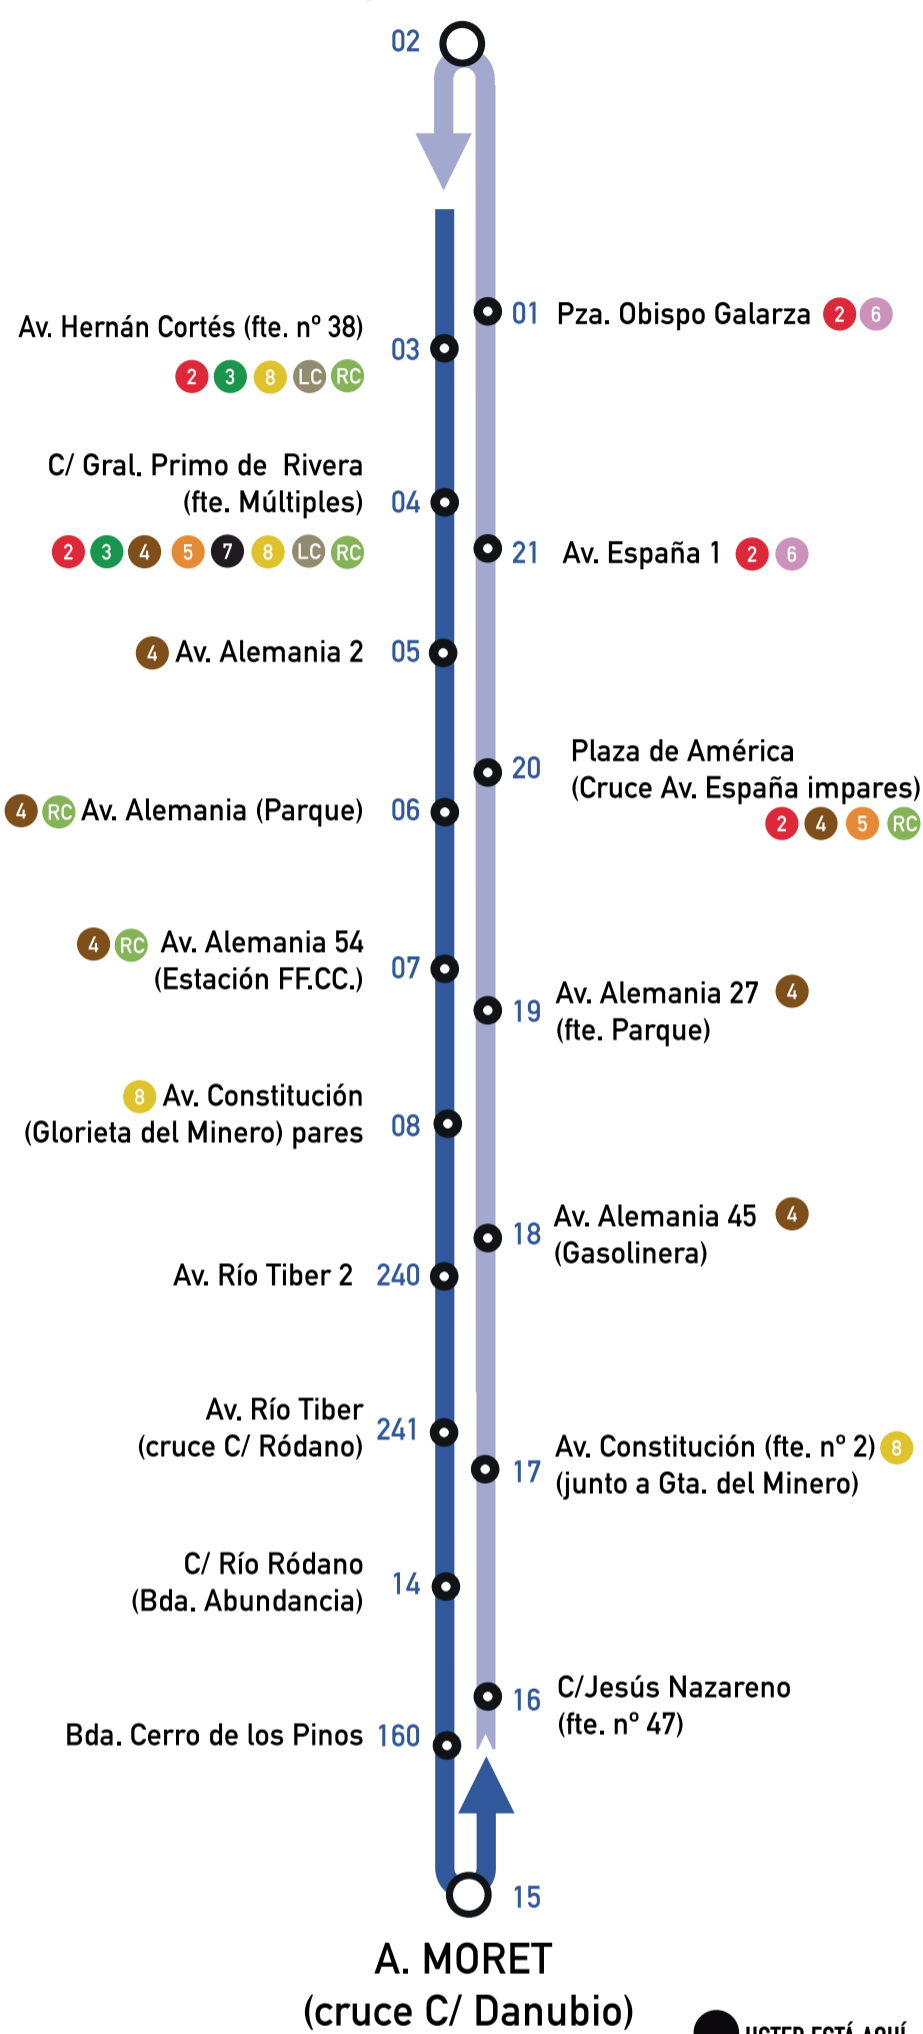 02
01 Pza. Obispo Galarza 2 6
Av. Hernán Cortés (fte. nº 38)
03
2 3 8 LC RC
C/ Gral. Primo de Rivera
(fte. Múltiples)
04
2 3 4 5 7 8 LC RC
21 Av. España 1 2 6
4 Av. Alemania 2 05
Plaza de América
20
(Cruce Av. España impares)
2 4 5 RC
4 RC Av. Alemania (Parque) 06
4 RC Av. Alemania 54
(Estación FF.CC.)
07
Av. Alemania 27 4
19
(fte. Parque)
8 Av. Constitución
(Glorieta del Minero) pares
08
Av. Alemania 45 4
18
(Gasolinera)
Av. Río Tiber 2 240
Av. Río Tiber
(cruce C/ Ródano)
241
Av. Constitución (fte. nº 2) 8
17
(junto a Gta. del Minero)
C/ Río Ródano
(Bda. Abundancia)
14
C/Jesús Nazareno
16
(fte. nº 47)
Bda. Cerro de los Pinos 160
15
A. MORET
(cruce C/ Danubio)
USTED ESTÁ AQUÍ